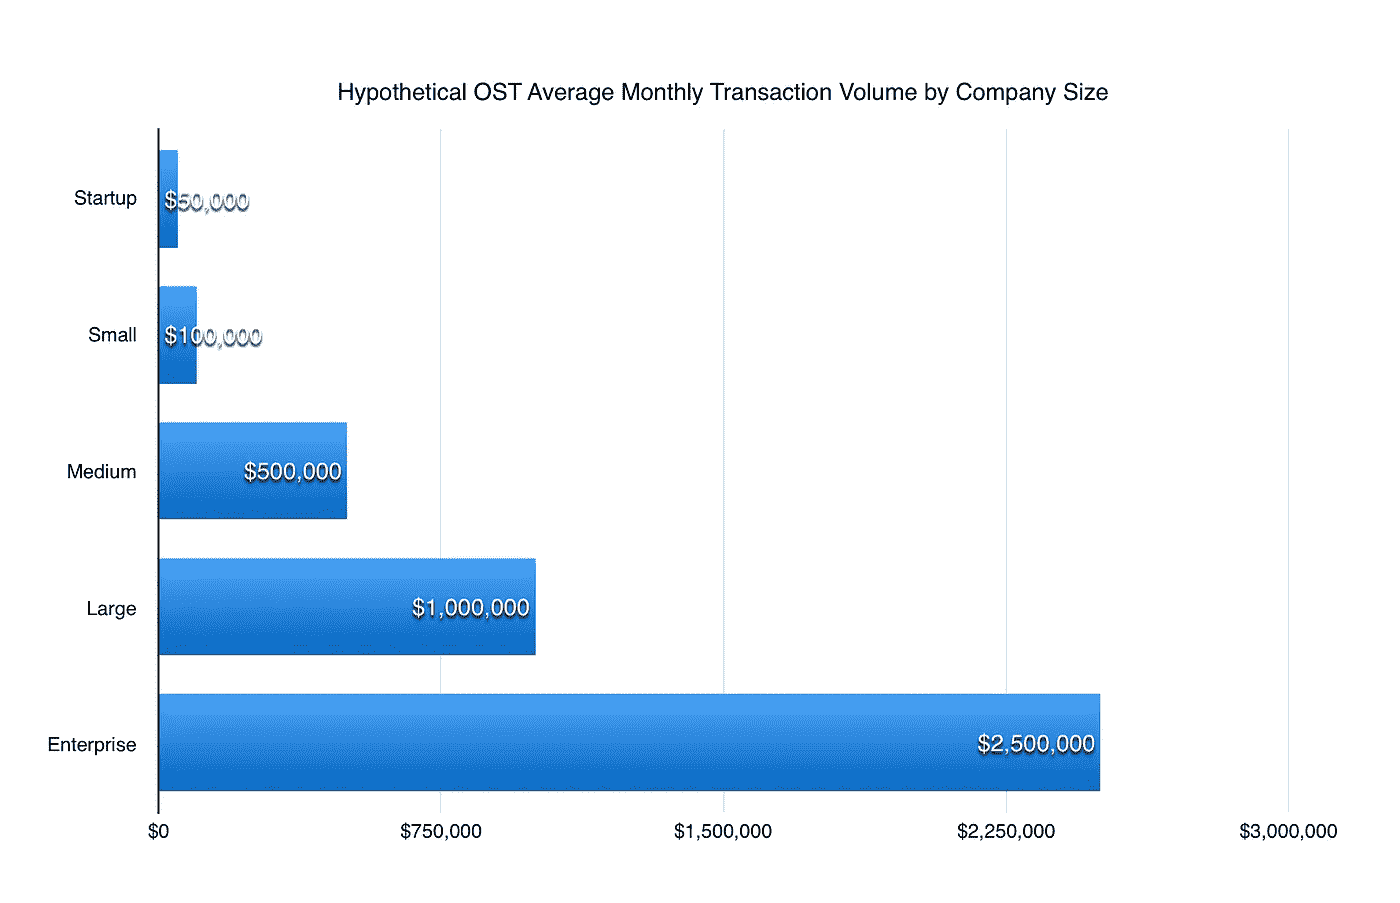 Hypothetical OST Average Monthly Transaction Volume by Company Size
Startup
$50,000
Small
$100,000
Medium
$500,000
Large
$1,000,000
Enterprise
$2,500,000
$0
$750,000
$1,500,000
$2,250,000
$3,000,000